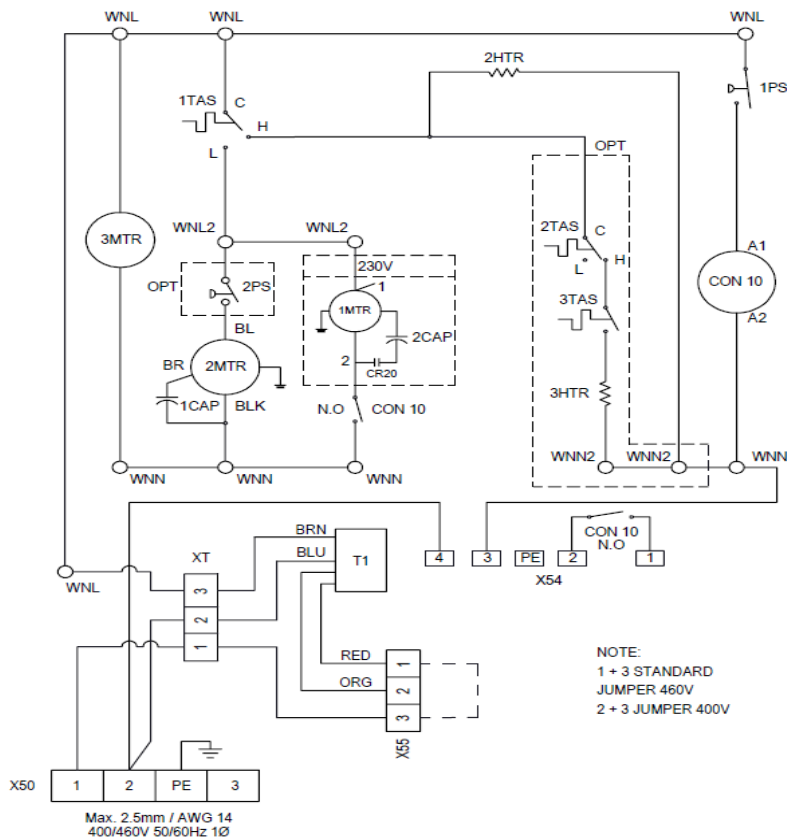 WNL
WNL
WNL
2HTR
1PS
1TAS
C
H
L
OPT
3MTR
WNL2
WNL2
2TAS
C
L
H
A1
CON 10
A2
230V
OPT
2PS
1
1MTR
2CAP
3TAS
BL
BR
2MTR
2
CR20
1CAP
BLK
N.O
CON 10
3HTR
WNN
WNN
WNN
WNN2
WNN2
WNN
BRN
BLU
T1
4
3
PE
2
1
CON 10
N.O
X54
XT
WNL
3
2
1
RED
ORG
1
2
3
X55
NOTE:
1 + 3 STANDARD
JUMPER 460V
2 + 3 JUMPER 400V
X50
1
2
PE
3
Max. 2.5mm / AWG 14
400/460V 50/60Hz 1Ø